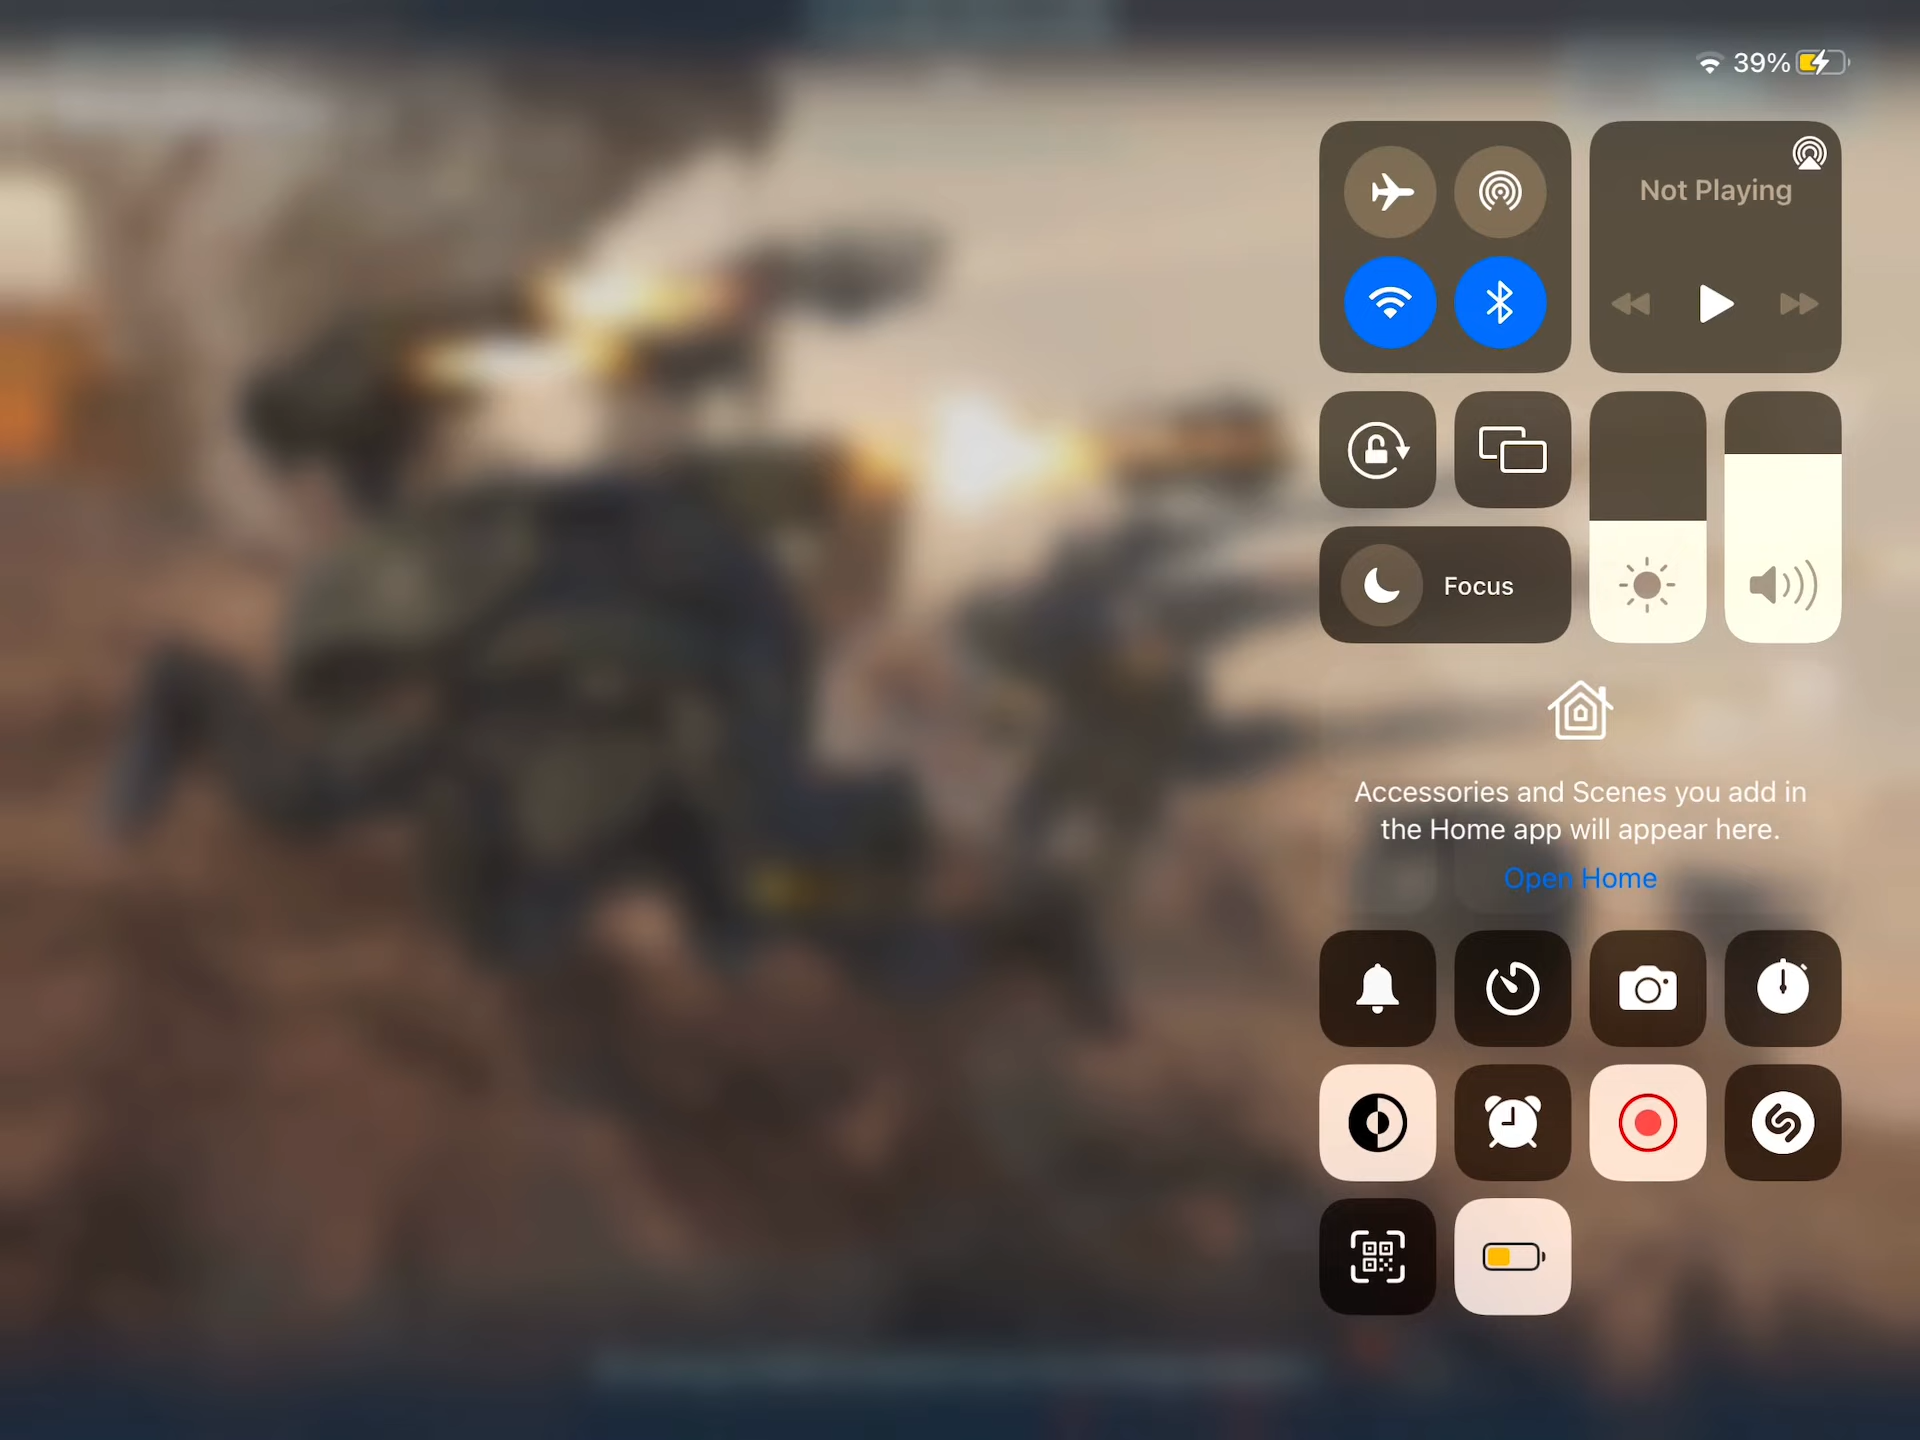 39%
Not Playing
Focus
Accessories and Scenes you add in
the Home app will appear here.
Open Home